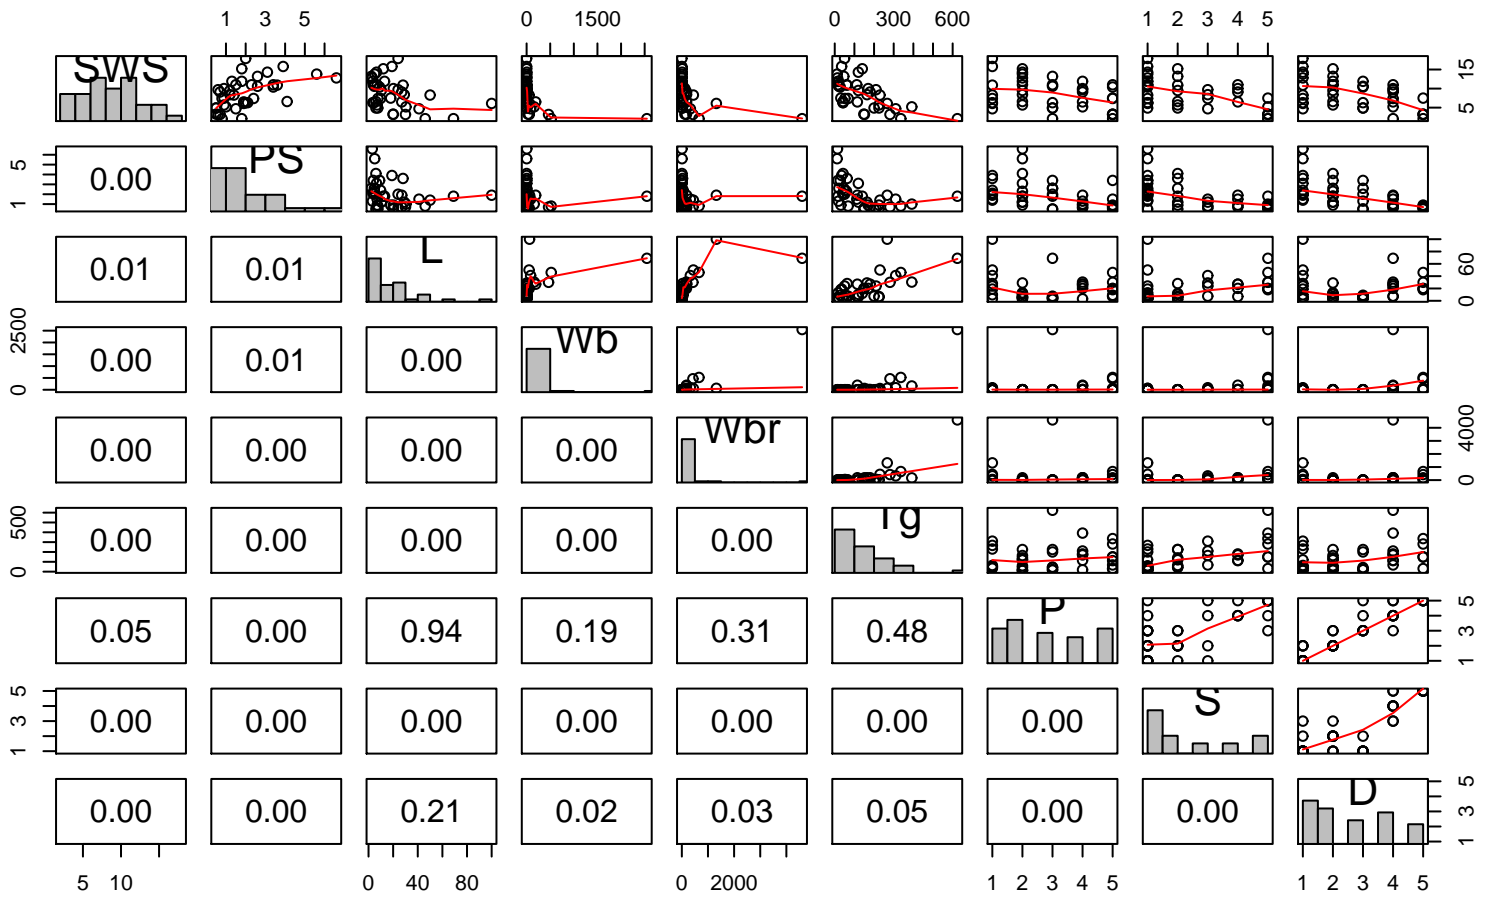 1 3 5 0 1500 0 300 600 1 2 3 4 5
SWS 5 15
1 5 0.00 PS
0.01 0.01 L 0 60
0 2500 0.00 0.01 0.00 Wb
0.00 0.00 0.00 0.00 Wbr 0 4000
0 500 0.00 0.00 0.00 0.00 0.00 Tg
0.05 0.00 0.94 0.19 0.31 0.48 P 1 3 5
1 3 5 0.00 0.00 0.00 0.00 0.00 0.00 0.00 S
0.00 0.00 0.21 0.02 0.03 0.05 0.00 0.00 D 1 3 5
5 10 0 40 80 0 2000 1 2 3 4 5 1 2 3 4 5